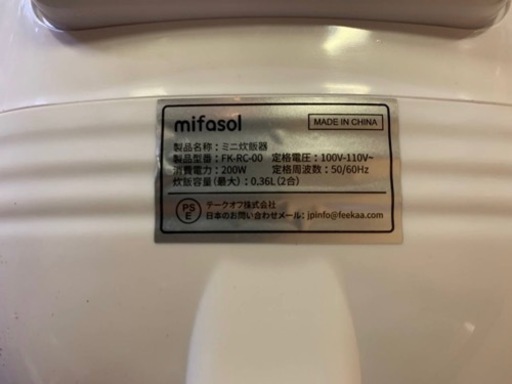 mifasol
MADE IN CHINA
製品名称：ミニ炊飯器
製品型番：FK-RC-00 定格電圧：100V-110V~
消費電力：200W 定格周波数：50/60Hz
炊飯容量（最大）：0.36L（2合）
PS
E
テークオフ株式会社
日本のお問い合わせメール：jpinfo@feekaa.com